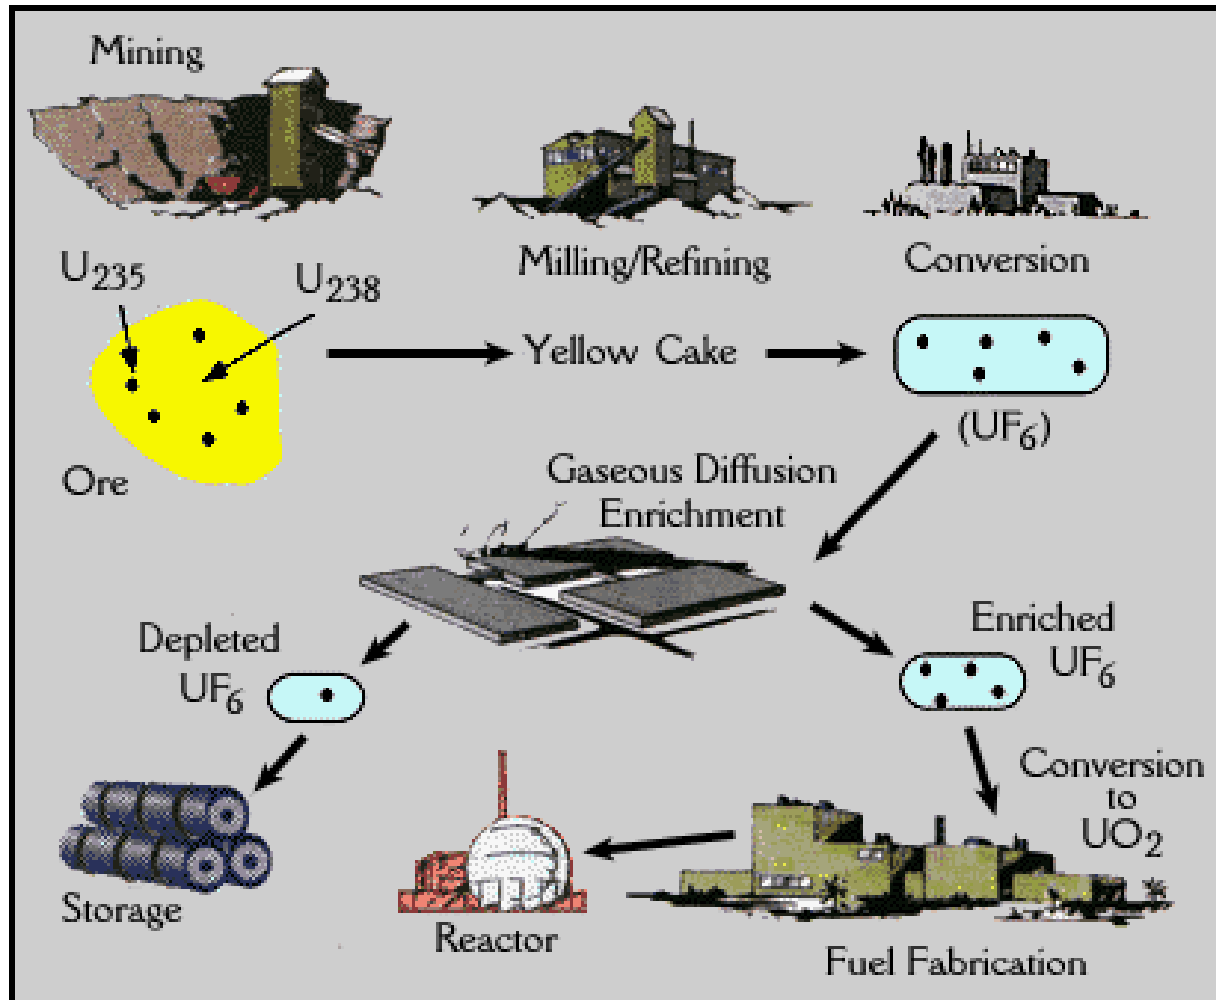 Mining
Milling/Refining
Conversion
U235
U238
Ore
Yellow Cake
(UF6)
Gaseous Diffusion
Enrichment
Depleted
UF6
Enriched
UF6
Storage
Reactor
Conversion
to
UO2
Fuel Fabrication